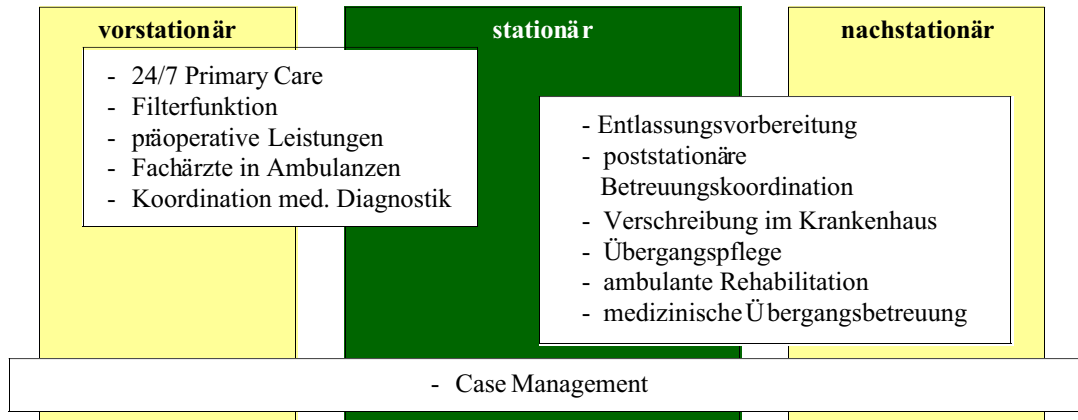 vorstationär
stationär
nachstationär
- 24/7 Primary Care
- Filterfunktion
- präoperative Leistungen
- Fachärzte in Ambulanzen
- Koordination med. Diagnostik
- Entlassungsvorbereitung
- poststationäre
Betreuungskoordination
- Verschreibung im Krankenhaus
- Übergangspflege
- ambulante Rehabilitation
- medizinische Übergangsbetreuung
- Case Management